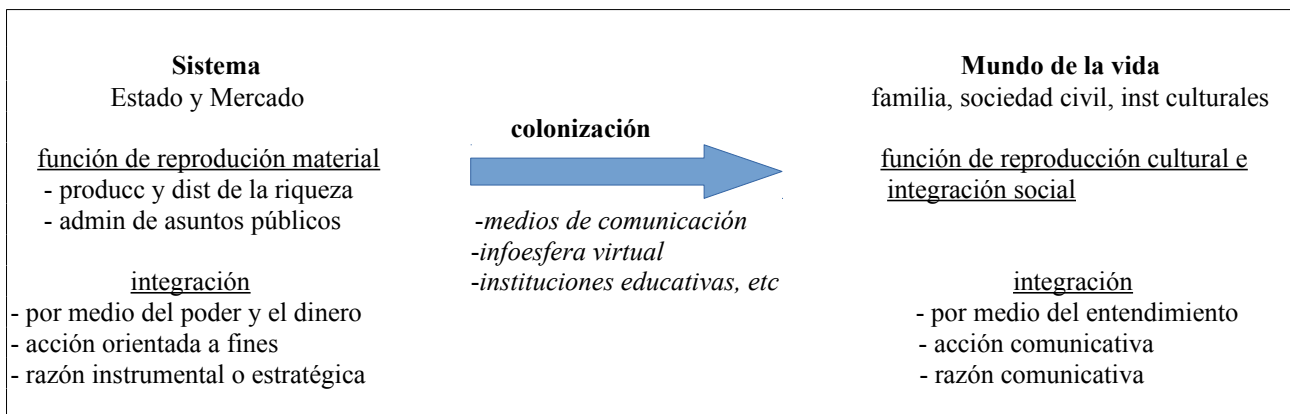 Sistema
Estado y Mercado
función de reprodución material
- producc y dist de la riqueza
- admin de asuntos públicos
integración
- por medio del poder y el dinero
- acción orientada a fines
- razón instrumental o estratégica
colonización
-medios de comunicación
-infoesfera virtual
-instituciones educativas, etc
Mundo de la vida
familia, sociedad civil, inst culturales
función de reproducción cultural e
integración social
integración
- por medio del entendimiento
- acción comunicativa
- razón comunicativa